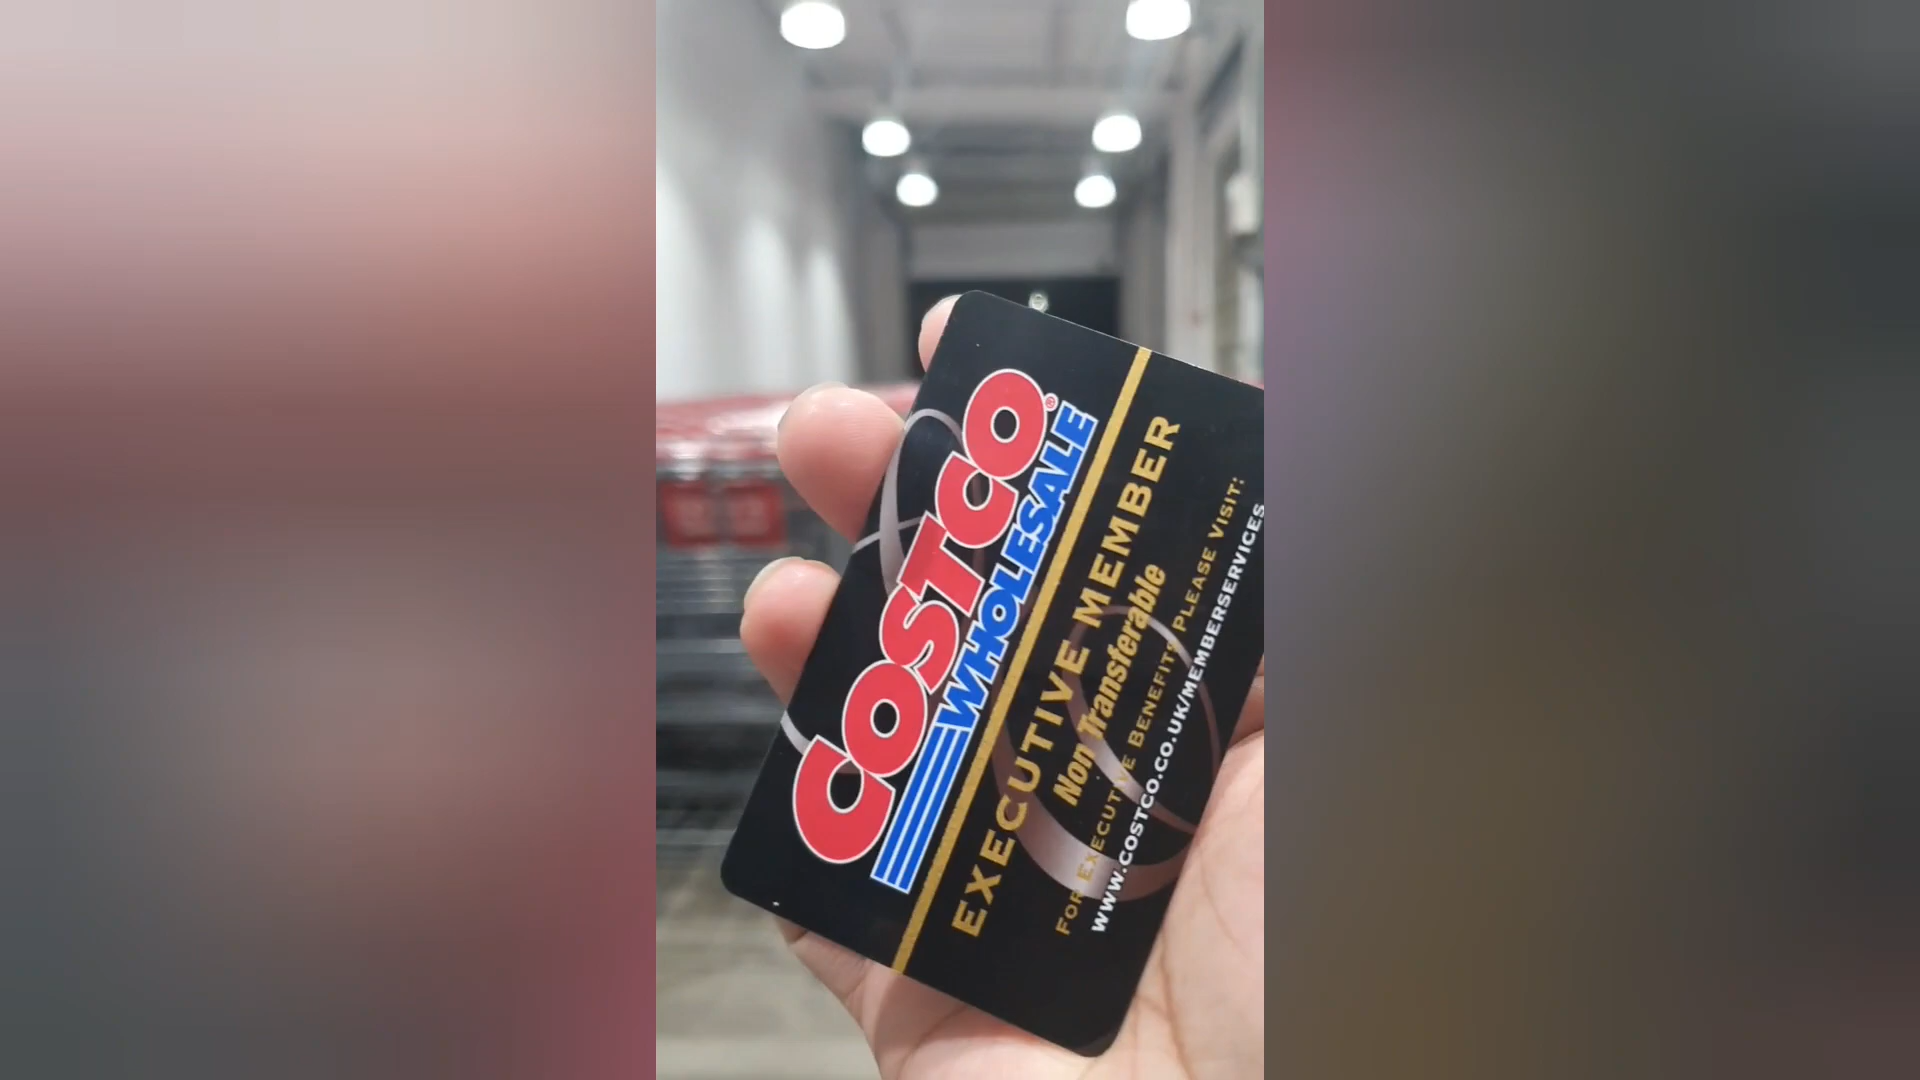 COSTCO®
WHOLESALE
EXECUTIVE MEMBER
Non Transferable
FOR EXECUTIVE BENEFITS PLEASE VISIT:
WWW.COSTCO.CO.UK/MEMBERSERVICES